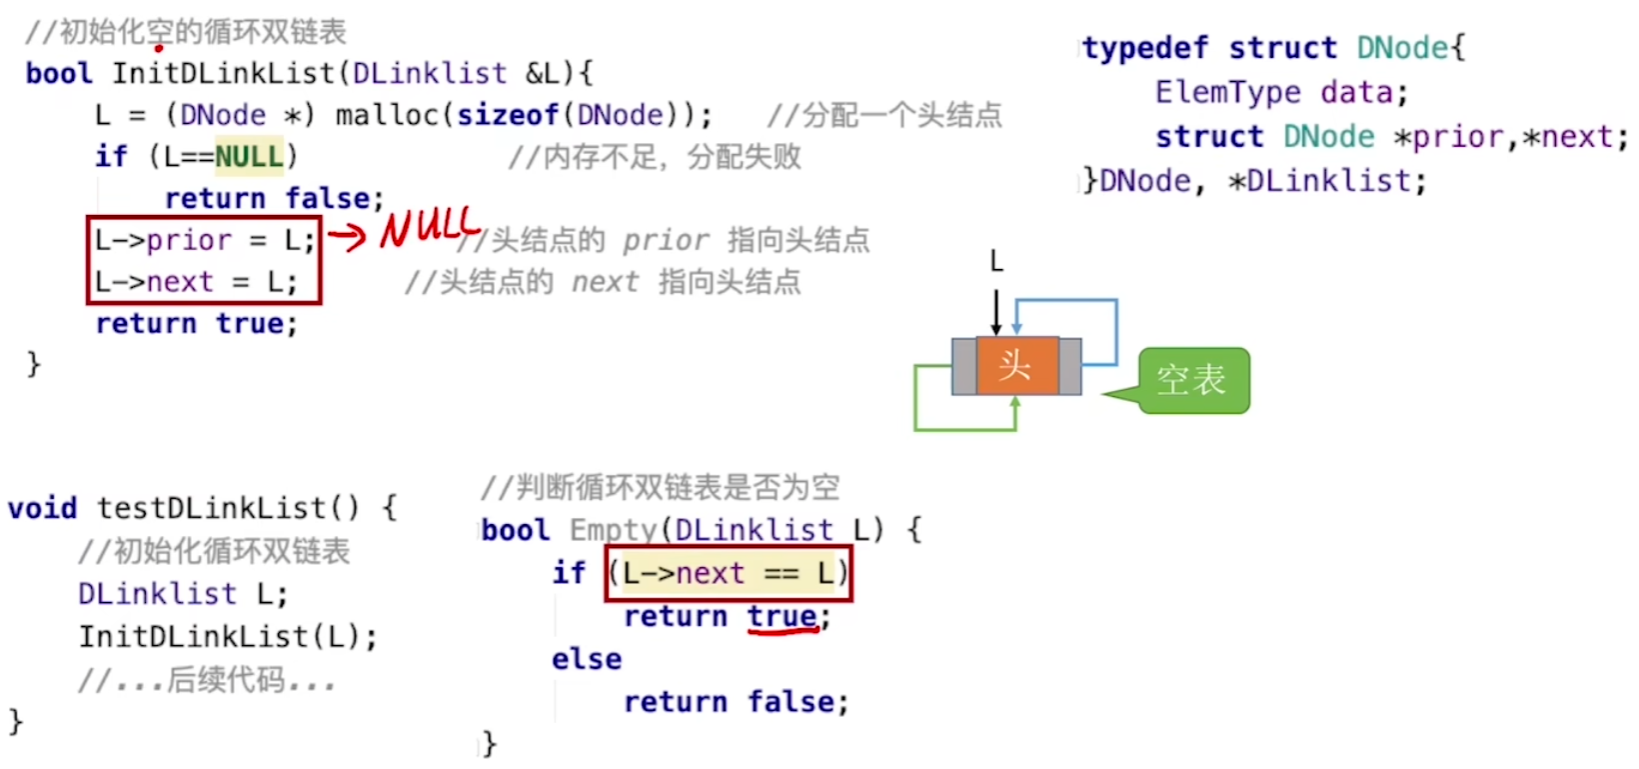 //初始化空的循环双链表
bool InitDLinkList(DLinklist &L){
L = (DNode *) malloc(sizeof(DNode)); //分配一个头结点
if (L==NULL) //内存不足，分配失败
return false;
L->prior = L; → NULL //头结点的 prior 指向头结点
L->next = L; //头结点的 next 指向头结点
return true;
}
typedef struct DNode{
ElemType data;
struct DNode *prior,*next;
}DNode, *DLinklist;
L
头
空表
void testDLinkList() {
//初始化循环双链表
DLinklist L;
InitDLinkList(L);
//...后续代码...
}
//判断循环双链表是否为空
bool Empty(DLinklist L) {
if (L->next == L)
return true;
else
return false;
}